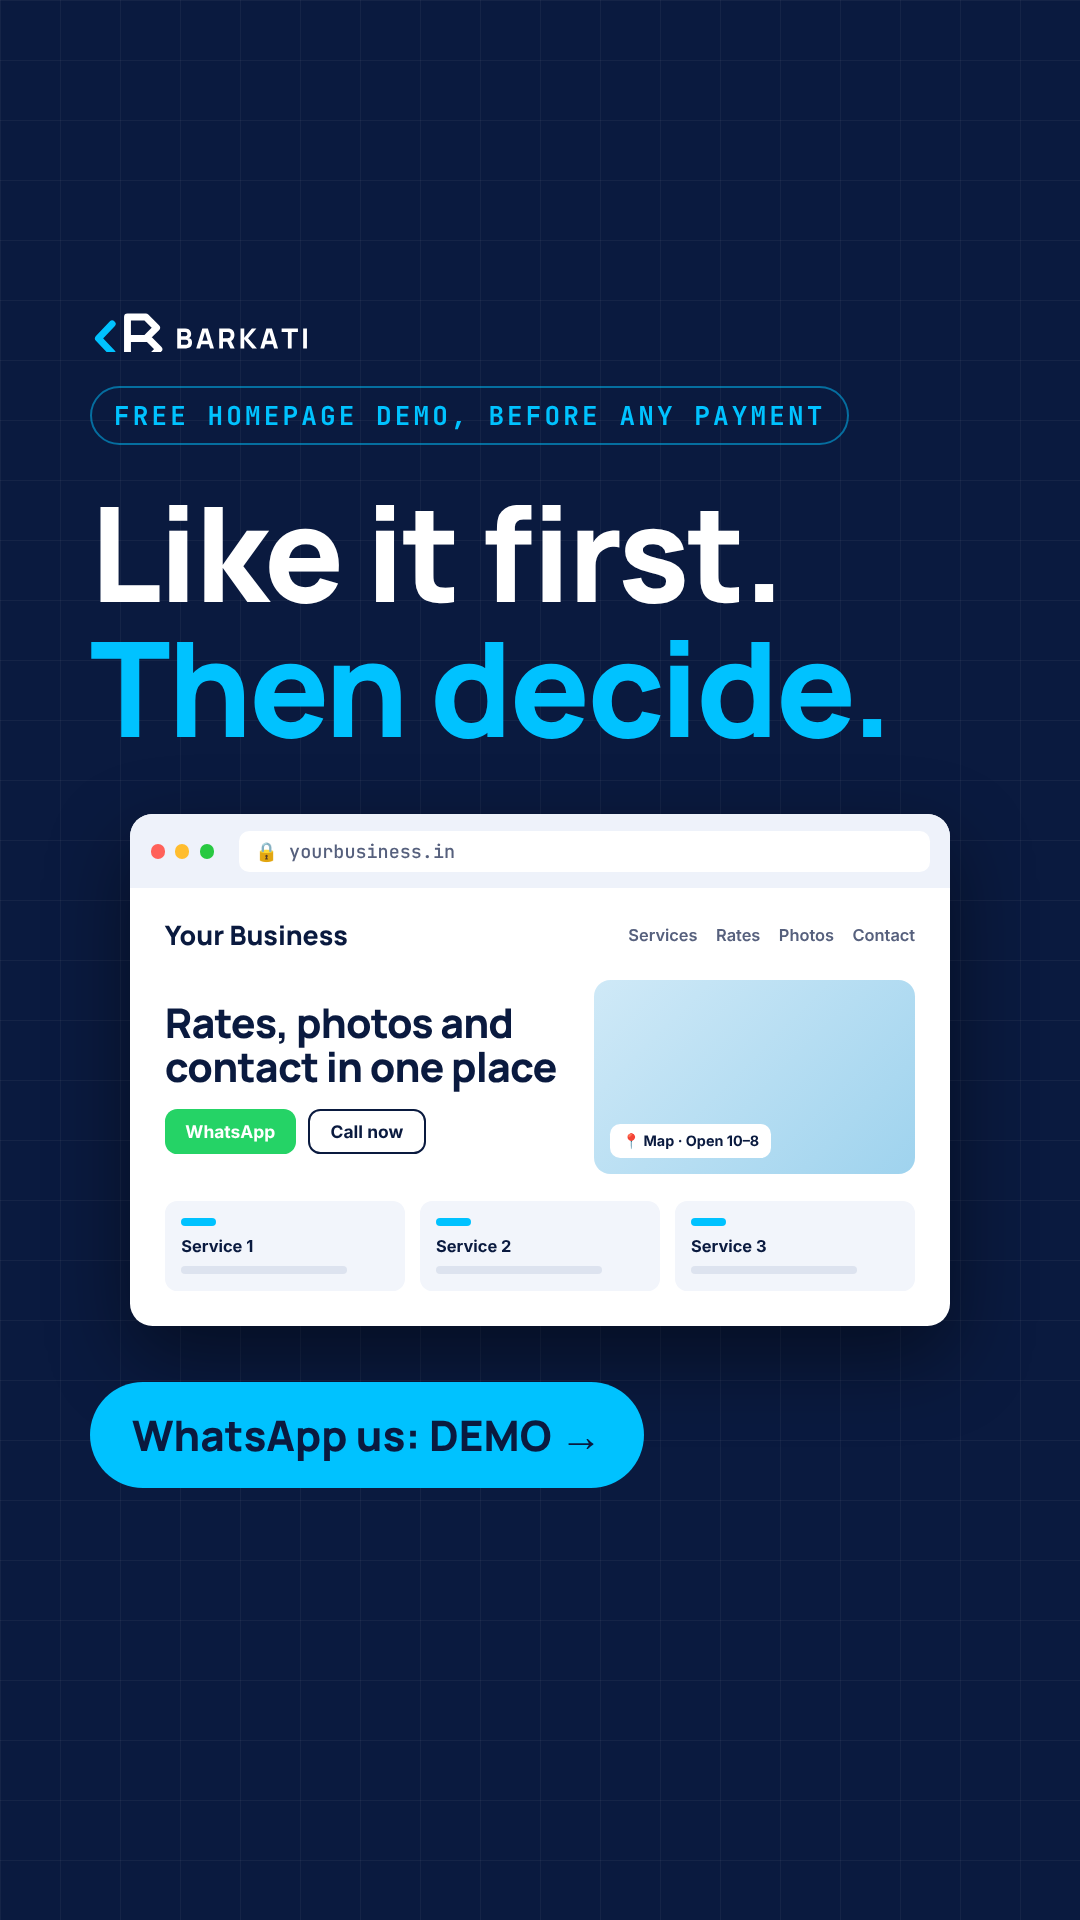 BARKATI
FREE HOMEPAGE DEMO, BEFORE ANY PAYMENT
Like it first.
Then decide.
🔒 yourbusiness.in
Your Business
Services Rates Photos Contact
Rates, photos and
contact in one place
WhatsApp Call now
📍 Map · Open 10–8
Service 1 Service 2 Service 3
WhatsApp us: DEMO →